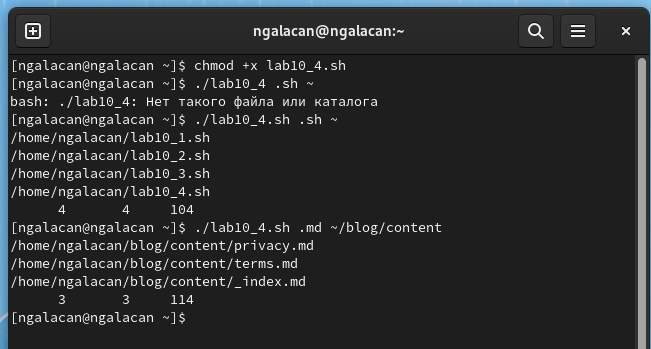 ngalacan@ngalacan:~
[ngalacan@ngalacan ~]$ chmod +x lab10_4.sh
[ngalacan@ngalacan ~]$ ./lab10_4 .sh ~
bash: ./lab10_4: Нет такого файла или каталога
[ngalacan@ngalacan ~]$ ./lab10_4.sh .sh ~
/home/ngalacan/lab10_1.sh
/home/ngalacan/lab10_2.sh
/home/ngalacan/lab10_3.sh
/home/ngalacan/lab10_4.sh
      4       4     104
[ngalacan@ngalacan ~]$ ./lab10_4.sh .md ~/blog/content
/home/ngalacan/blog/content/privacy.md
/home/ngalacan/blog/content/terms.md
/home/ngalacan/blog/content/_index.md
      3       3     114
[ngalacan@ngalacan ~]$